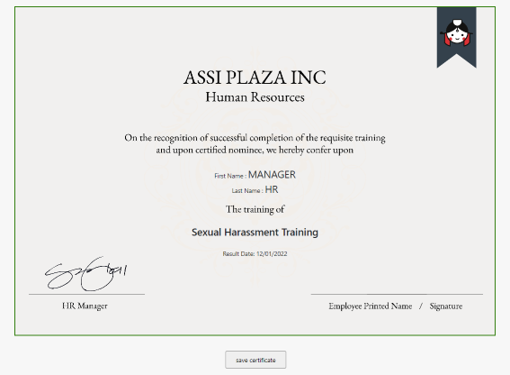 ASSI PLAZA INC
Human Resources
On the recognition of successful completion of the requisite training
and upon certified nominee, we hereby confer upon
First Name : MANAGER
Last Name : HR
The training of
Sexual Harassment Training
Result Date: 12/01/2022
HR Manager
Employee Printed Name / Signature
save certificate